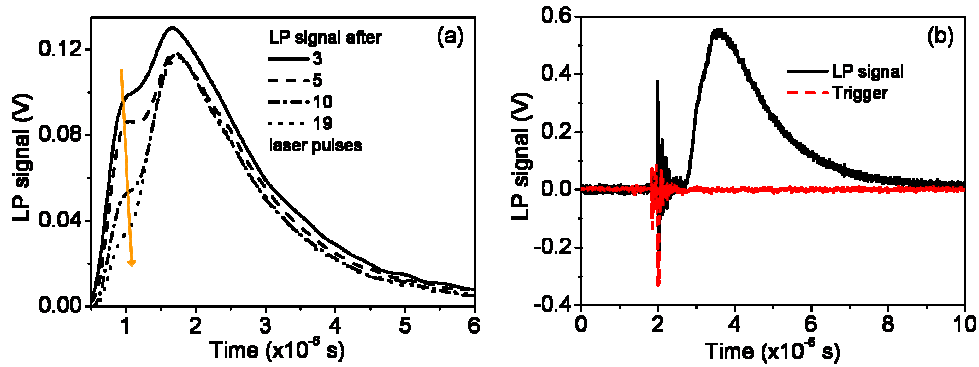 (a)
LP signal after
3
5
10
19
laser pulses
0.12
0.08
0.04
0.00
LP signal (V)
1 2 3 4 5 6
Time (x10⁻⁶ s)
(b)
LP signal
Trigger
0.6
0.4
0.2
0.0
-0.2
-0.4
LP signal (V)
0 2 4 6 8 10
Time (x10⁻⁶ s)